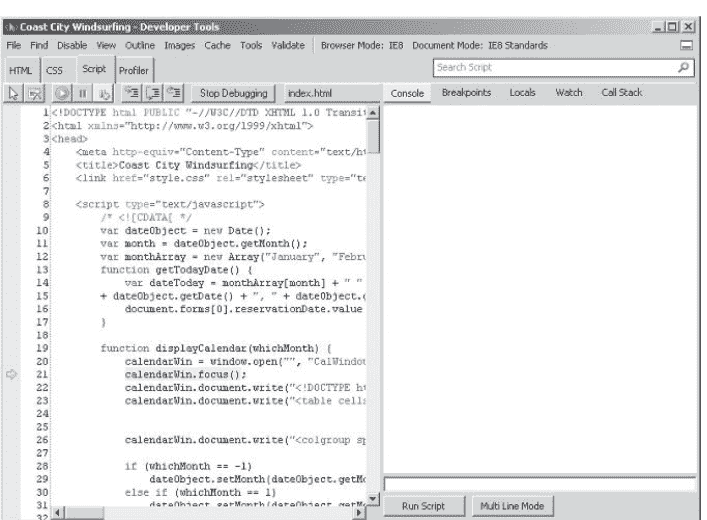 Coast City Windsurfing - Developer Tools
File Find Disable View Outline Images Cache Tools Validate Browser Mode: IE8 Document Mode: IE8 Standards
HTML CSS Script Profiler Search Script
Stop Debugging index.html Console Breakpoints Locals Watch Call Stack
1 <!DOCTYPE html PUBLIC "-//W3C//DTD XHTML 1.0 Transit
2 <html xmlns="http://www.w3.org/1999/xhtml">
3 <head>
4 <meta http-equiv="Content-Type" content="text/ht
5 <title>Coast City Windsurfing</title>
6 <link href="style.css" rel="stylesheet" type="te
7
8 <script type="text/javascript">
9 /* <![CDATA[ */
10 var dateObject = new Date();
11 var month = dateObject.getMonth();
12 var monthArray = new Array("January", "Febru
13 function getTodayDate() {
14 var dateToday = monthArray[month] + " "
15 + dateObject.getDate() + ", " + dateObject.g
16 document.forms[0].reservationDate.value
17 }
18
19 function displayCalendar(whichMonth) {
20 calendarWin = window.open("", "CalWindow
21 calendarWin.focus();
22 calendarWin.document.write("<!DOCTYPE ht
23 calendarWin.document.write("<table cells
24
25
26 calendarWin.document.write("<colgroup sp
27
28 if (whichMonth == -1)
29 dateObject.setMonth(dateObject.getMo
30 else if (whichMonth == 1)
31 dateObject.setMonth(dateObject.getMo
32
Run Script Multi Line Mode